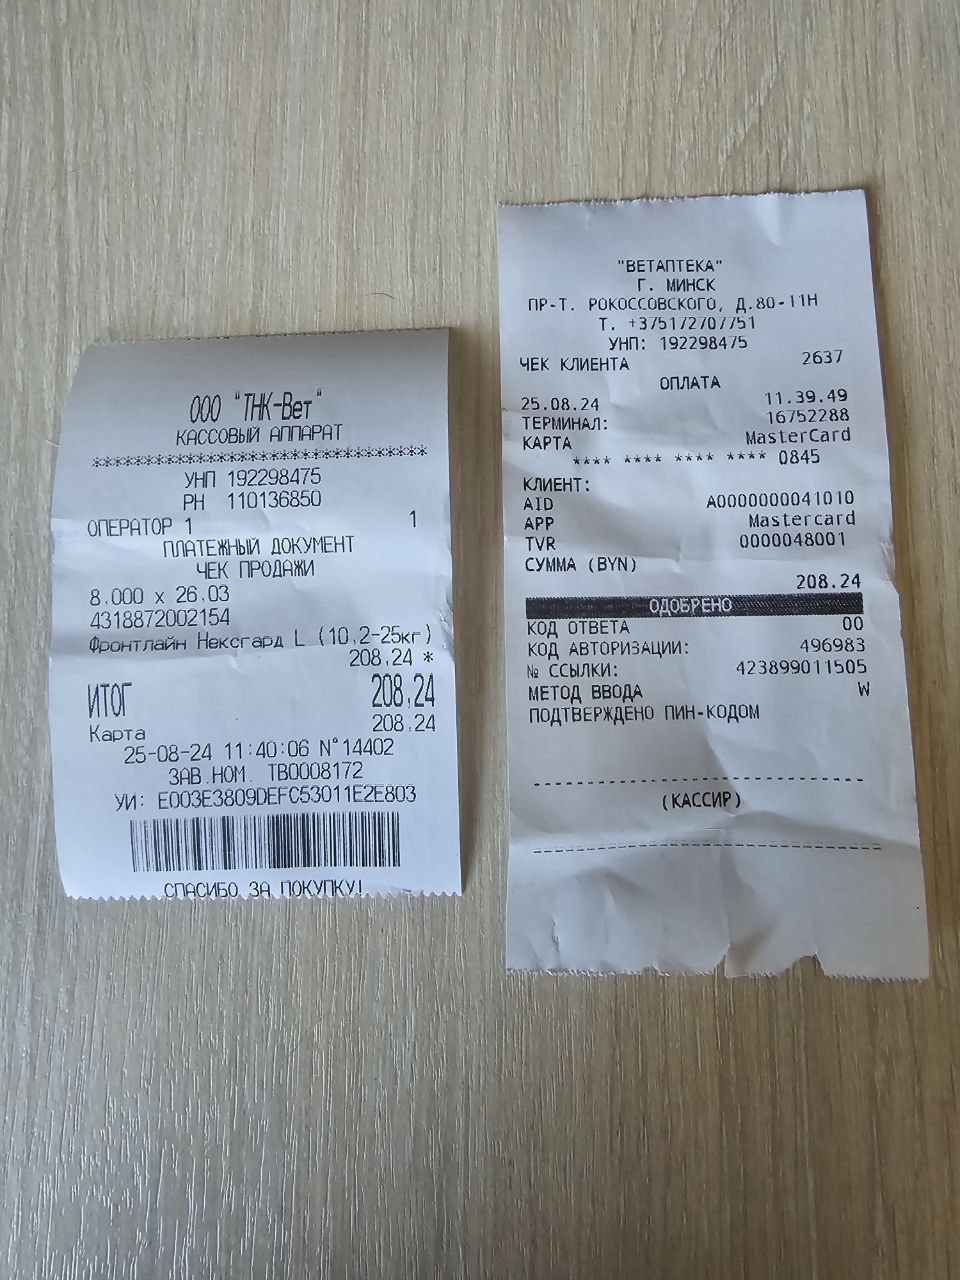 ООО "ТНК-Вет"
КАССОВЫЙ АППАРАТ
****************************************
УНП 192298475
РН 110136850
ОПЕРАТОР 1 1
ПЛАТЕЖНЫЙ ДОКУМЕНТ
ЧЕК ПРОДАЖИ
8.000 x 26.03
4318872002154
Фронтлайн Нексгард L (10,2-25кг)
208,24 *
ИТОГ 208,24
Карта 208,24
25-08-24 11:40:06 N°14402
ЗАВ.НОМ. TB0008172
УИ: E003E3809DEFC53011E2E803
СПАСИБО ЗА ПОКУПКУ!
"ВЕТАПТЕКА"
Г. МИНСК
ПР-Т. РОКОССОВСКОГО, Д.80-11Н
Т. +375172707751
УНП: 192298475
ЧЕК КЛИЕНТА 2637
ОПЛАТА
25.08.24 11.39.49
ТЕРМИНАЛ: 16752288
КАРТА MasterCard
**** **** **** **** 0845
КЛИЕНТ:
AID A0000000041010
APP Mastercard
TVR 0000048001
СУММА (BYN)
208.24
ОДОБРЕНО
КОД ОТВЕТА 00
КОД АВТОРИЗАЦИИ: 496983
№ ССЫЛКИ: 423899011505
МЕТОД ВВОДА W
ПОДТВЕРЖДЕНО ПИН-КОДОМ
(КАССИР)